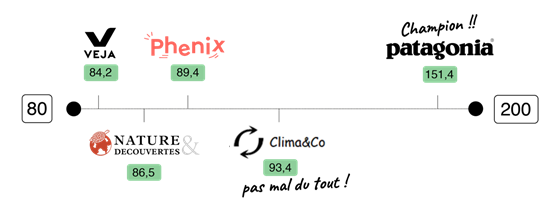 Champion !!
VEJA
84,2
Phenix
89,4
patagonia®
151,4
80
200
NATURE &
DECOUVERTES
86,5
Clima&Co
93,4
pas mal du tout !